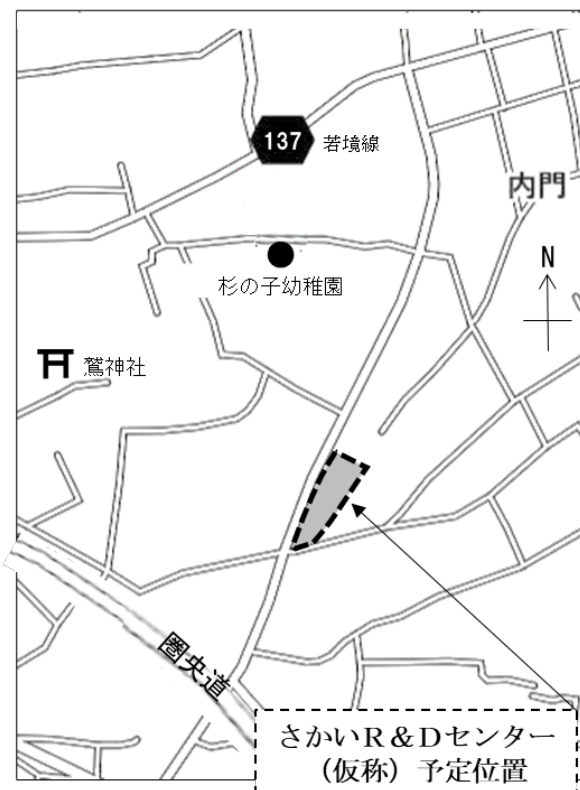 137 若境線
内門
杉の子幼稚園
N
鷲神社
圏央道
さかいR&Dセンター
(仮称)予定位置